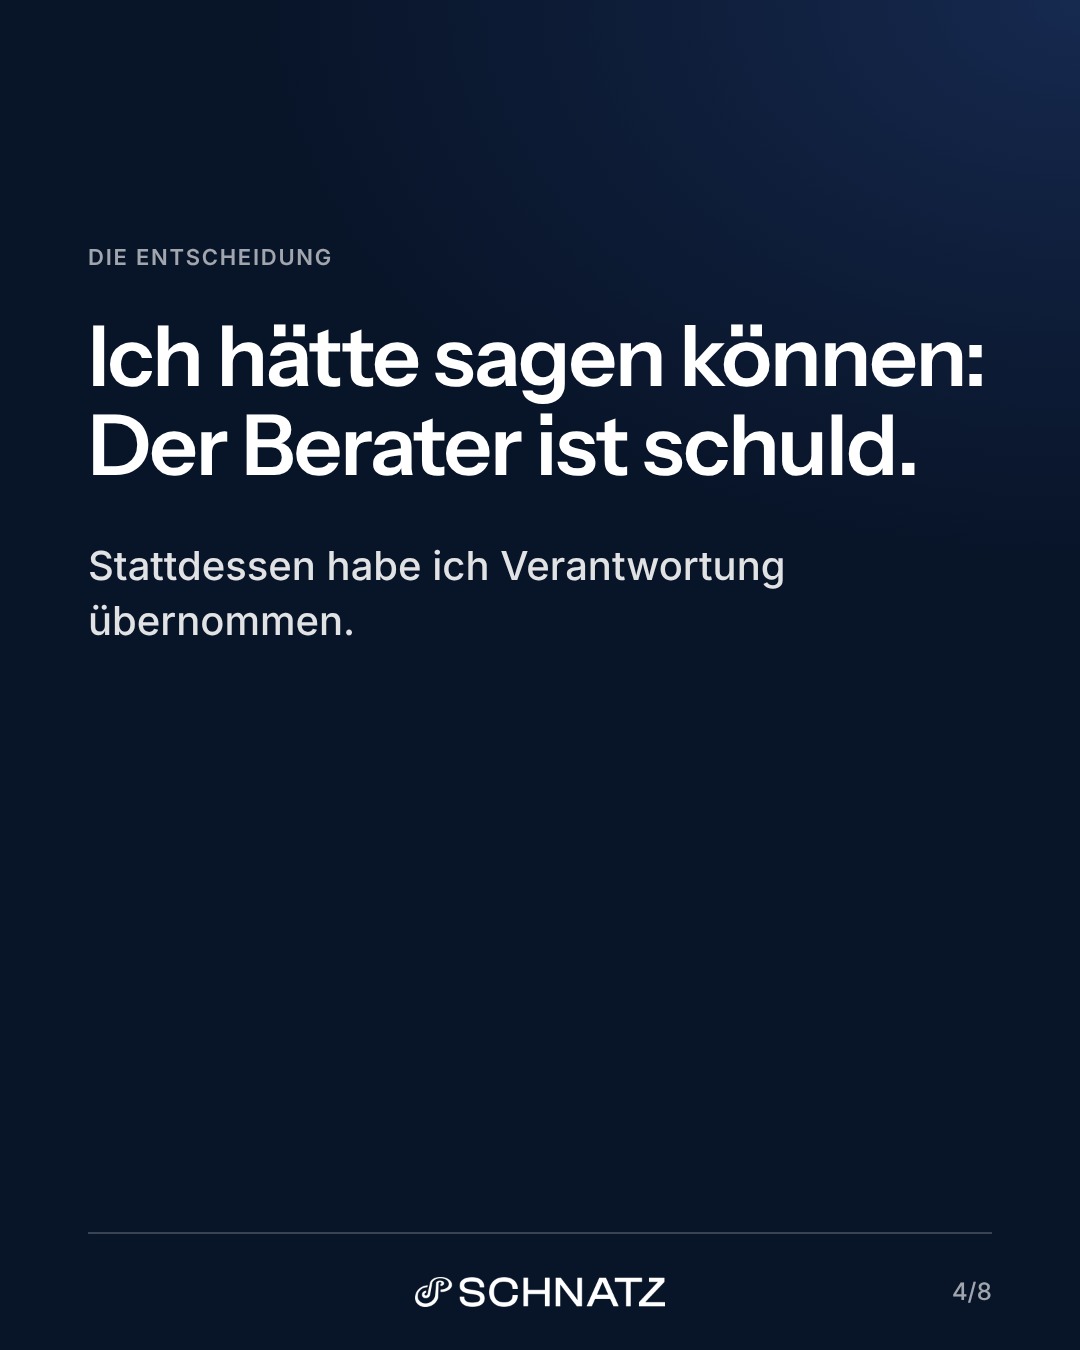 DIE ENTSCHEIDUNG
Ich hätte sagen können:
Der Berater ist schuld.
Stattdessen habe ich Verantwortung
übernommen.
SCHNATZ
4/8